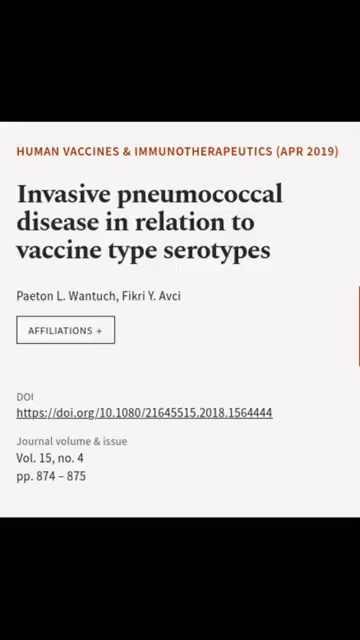 HUMAN VACCINES & IMMUNOTHERAPEUTICS (APR 2019)
Invasive pneumococcal
disease in relation to
vaccine type serotypes
Paeton L. Wantuch, Fikri Y. Avci
AFFILIATIONS +
DOI
https://doi.org/10.1080/21645515.2018.1564444
Journal volume & issue
Vol. 15, no. 4
pp. 874 – 875